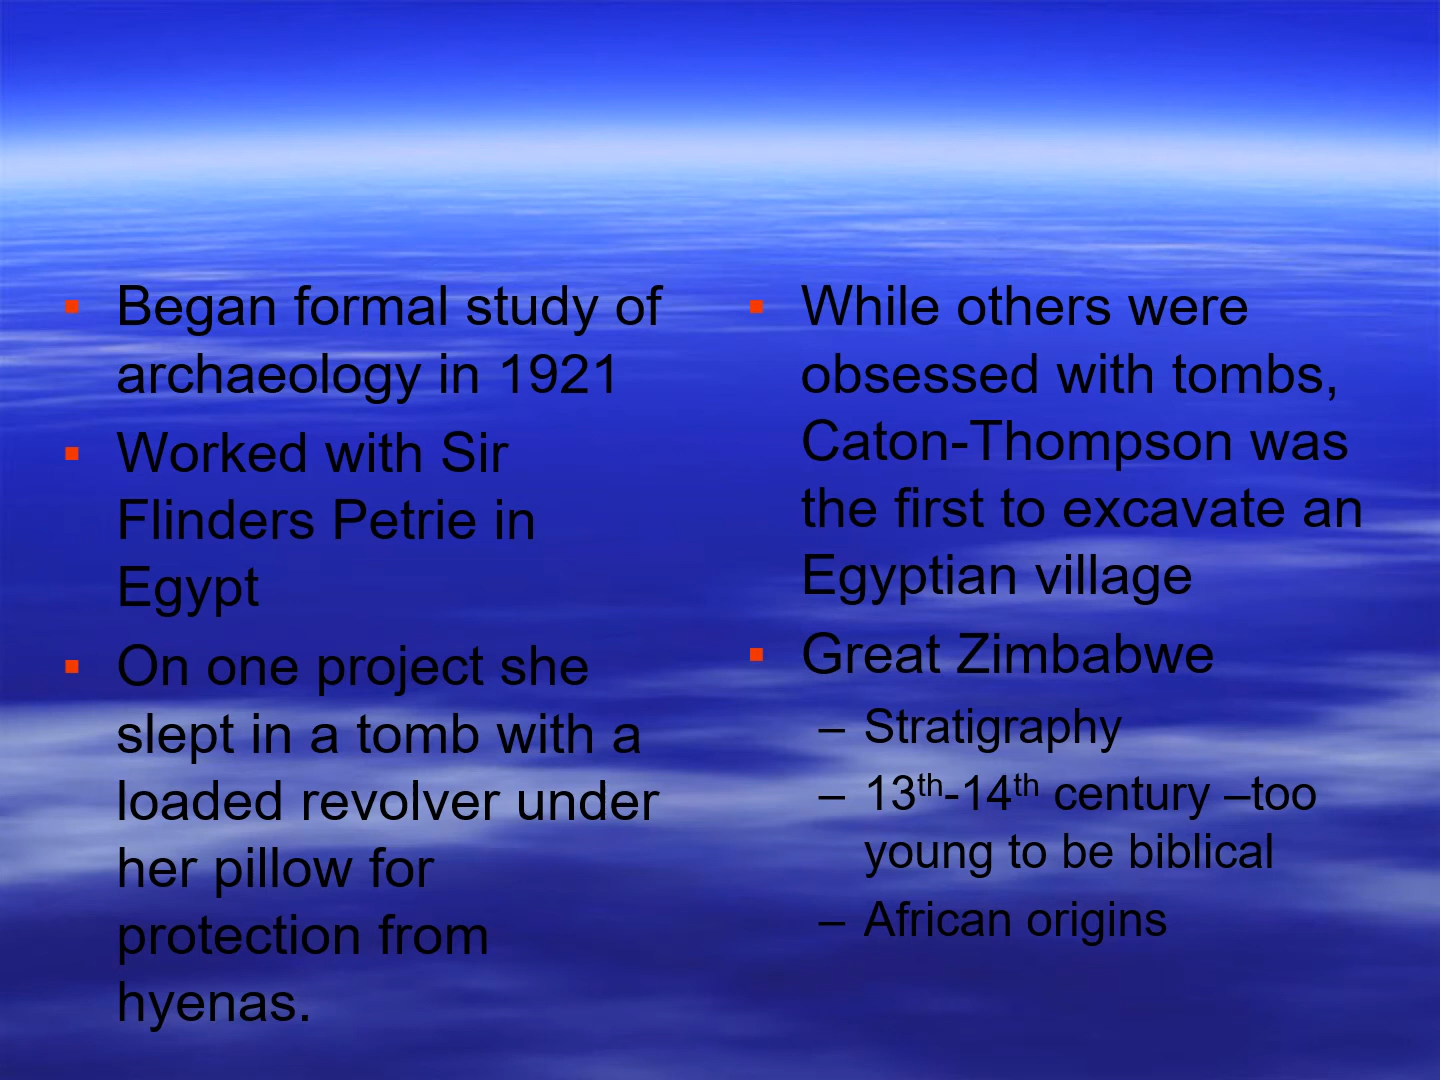 ▪ Began formal study of
archaeology in 1921
▪ Worked with Sir
Flinders Petrie in
Egypt
▪ On one project she
slept in a tomb with a
loaded revolver under
her pillow for
protection from
hyenas.
▪ While others were
obsessed with tombs,
Caton-Thompson was
the first to excavate an
Egyptian village
▪ Great Zimbabwe
– Stratigraphy
– 13th-14th century –too
young to be biblical
– African origins